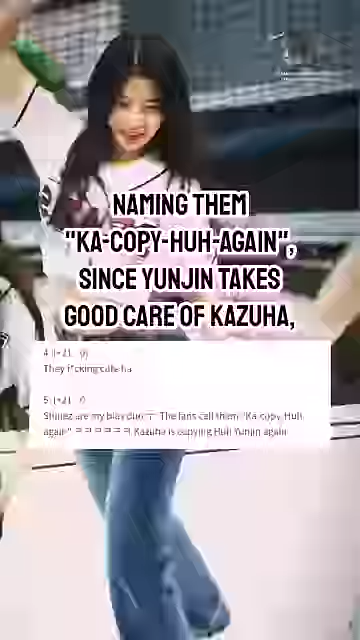 NAMING THEM
"KA-COPY-HUH-AGAIN",
SINCE YUNJIN TAKES
GOOD CARE OF KAZUHA,
They f*cking cute ha
are my bias duo ㅜ The fans call them "Ka copy Huh
again" ㅋㅋㅋㅋㅋㅋ Kazuha is copying Huh Yunjin again